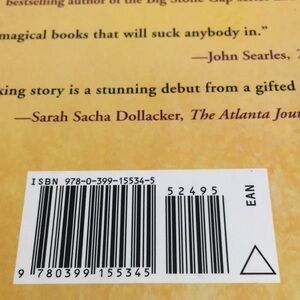 bestselling author of the Big Stone Gap series
magical books that will suck anybody in."
—John Searles,
king story is a stunning debut from a gifted
—Sarah Sacha Dollacker, The Atlanta Jour
ISBN 978-0-399-15534-5
52495
EAN
9 780399 155345